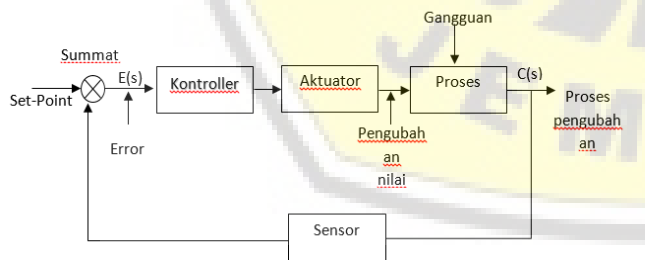 Gangguan
Summat
E(s)
Kontroller
Aktuator
Proses
C(s)
Set-Point
Proses
pengubah
an
Error
Pengubah
an
nilai
Sensor
J E M